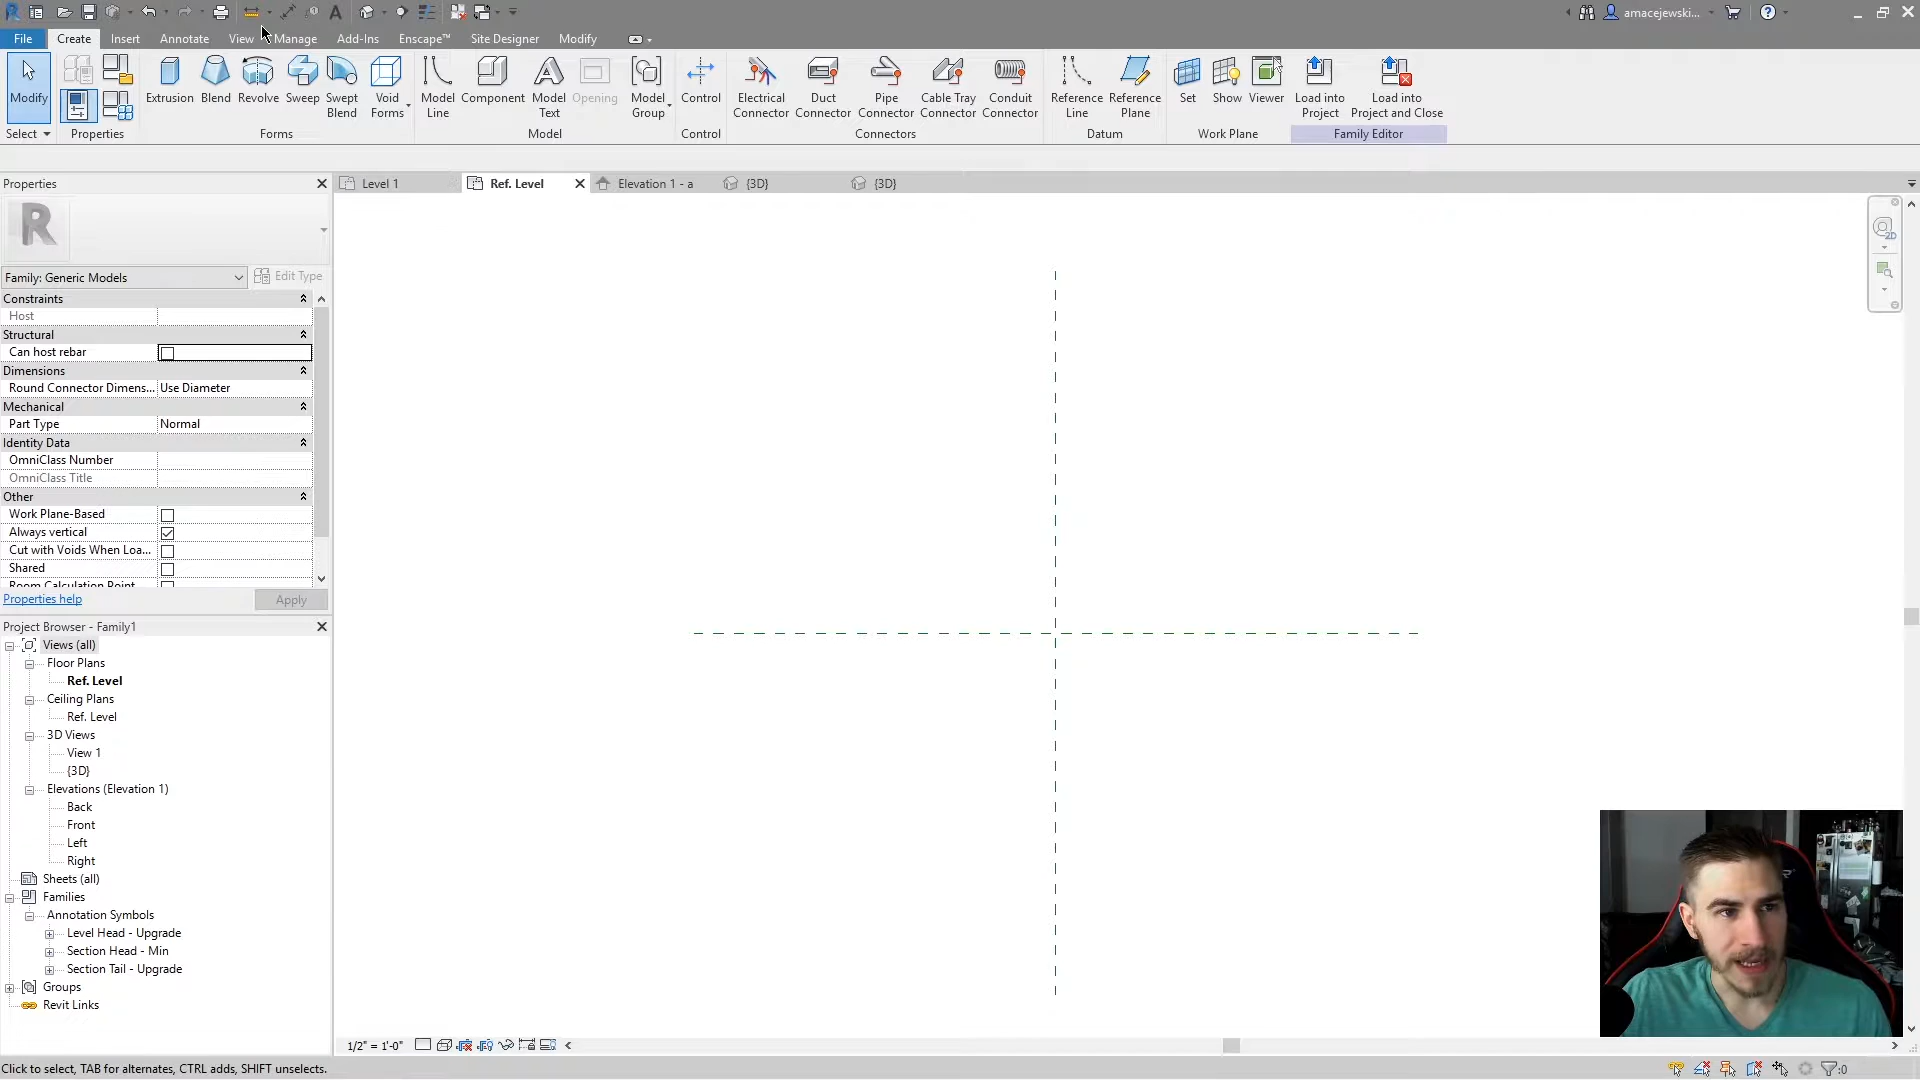 amacejewski...
File
Create
Insert
Annotate
View
Manage
Add-Ins
Enscape™
Site Designer
Modify
Modify
Extrusion
Blend
Revolve
Sweep
Swept Blend
Void Forms
Model Line
Component
Model Text
Opening
Model Group
Control
Electrical Connector
Duct Connector
Pipe Connector
Cable Tray Connector
Conduit Connector
Reference Line
Reference Plane
Set
Show
Viewer
Load into Project
Load into Project and Close
Select
Properties
Forms
Model
Control
Connectors
Datum
Work Plane
Family Editor
Properties
Level 1
Ref. Level
Elevation 1 - a
{3D}
{3D}
R
2D
Family: Generic Models
Edit Type
Constraints
Host
Structural
Can host rebar
Dimensions
Round Connector Dimens... Use Diameter
Mechanical
Part Type Normal
Identity Data
OmniClass Number
OmniClass Title
Other
Work Plane-Based
Always vertical
Cut with Voids When Loa...
Shared
Room Calculation Point
Properties help
Apply
Project Browser - Family1
Views (all)
Floor Plans
Ref. Level
Ceiling Plans
Ref. Level
3D Views
View 1
{3D}
Elevations (Elevation 1)
Back
Front
Left
Right
Sheets (all)
Families
Annotation Symbols
Level Head - Upgrade
Section Head - Min
Section Tail - Upgrade
Groups
Revit Links
1/2" = 1'-0"
Click to select, TAB for alternates, CTRL adds, SHIFT unselects.
:0